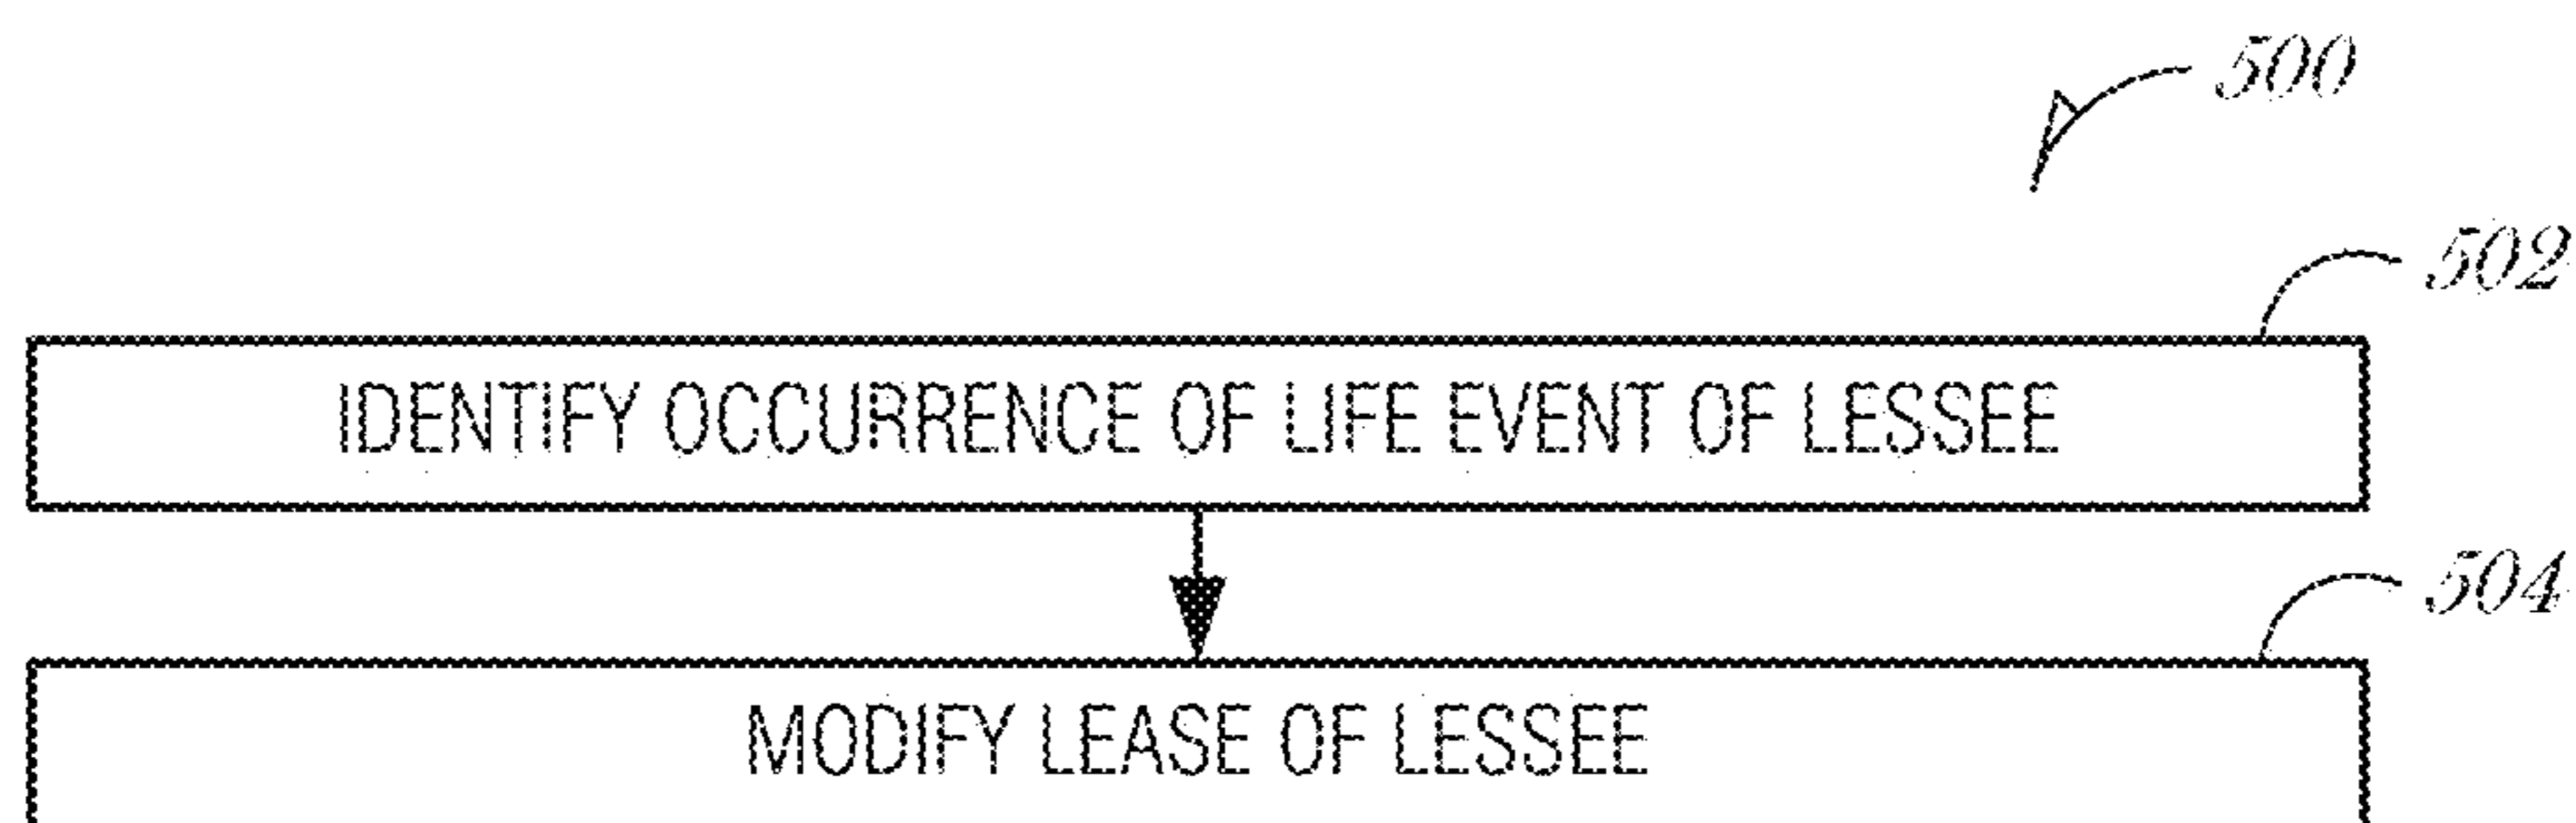 500
502
IDENTIFY OCCURRENCE OF LIFE EVENT OF LESSEE
504
MODIFY LEASE OF LESSEE